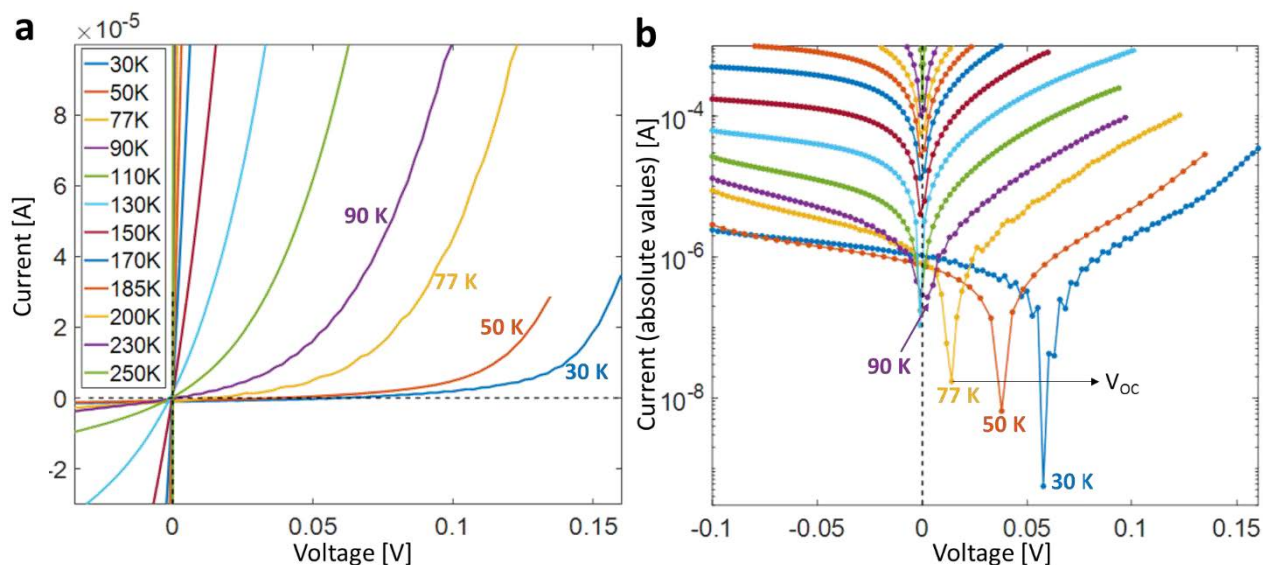 a
× 10⁻⁵
8
6
4
2
0
-2
Current [A]
30K
50K
77K
90K
110K
130K
150K
170K
185K
200K
230K
250K
90 K
77 K
50 K
30 K
0
0.05
0.1
0.15
Voltage [V]
b
10⁻⁴
10⁻⁶
10⁻⁸
Current (absolute values) [A]
90 K
77 K
50 K
30 K
V_OC
-0.1
-0.05
0
0.05
0.1
0.15
Voltage [V]